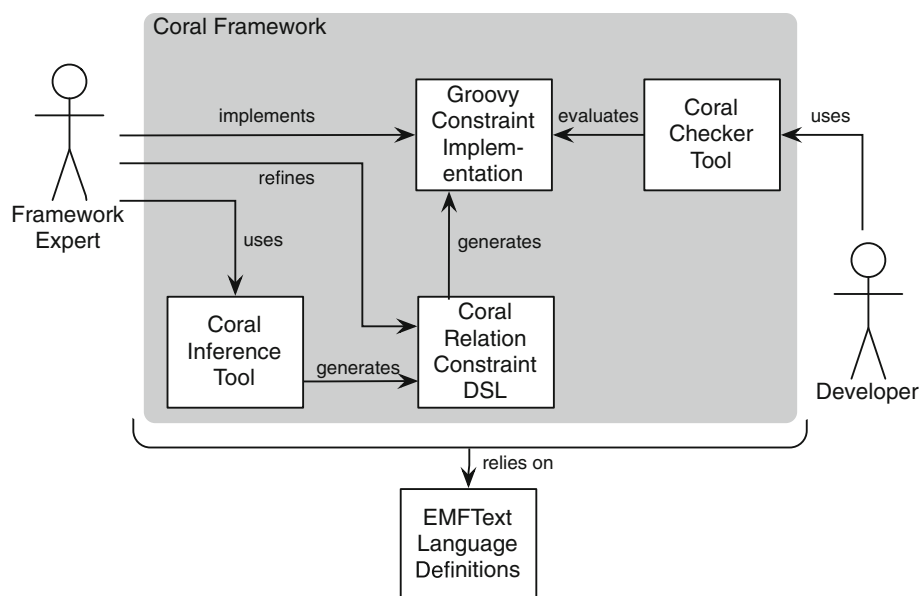 Coral Framework
Groovy
Constraint
Implem-
entation
Coral
Checker
Tool
implements
evaluates
uses
refines
Framework
Expert
uses
generates
Coral
Inference
Tool
generates
Coral
Relation
Constraint
DSL
Developer
relies on
EMFText
Language
Definitions